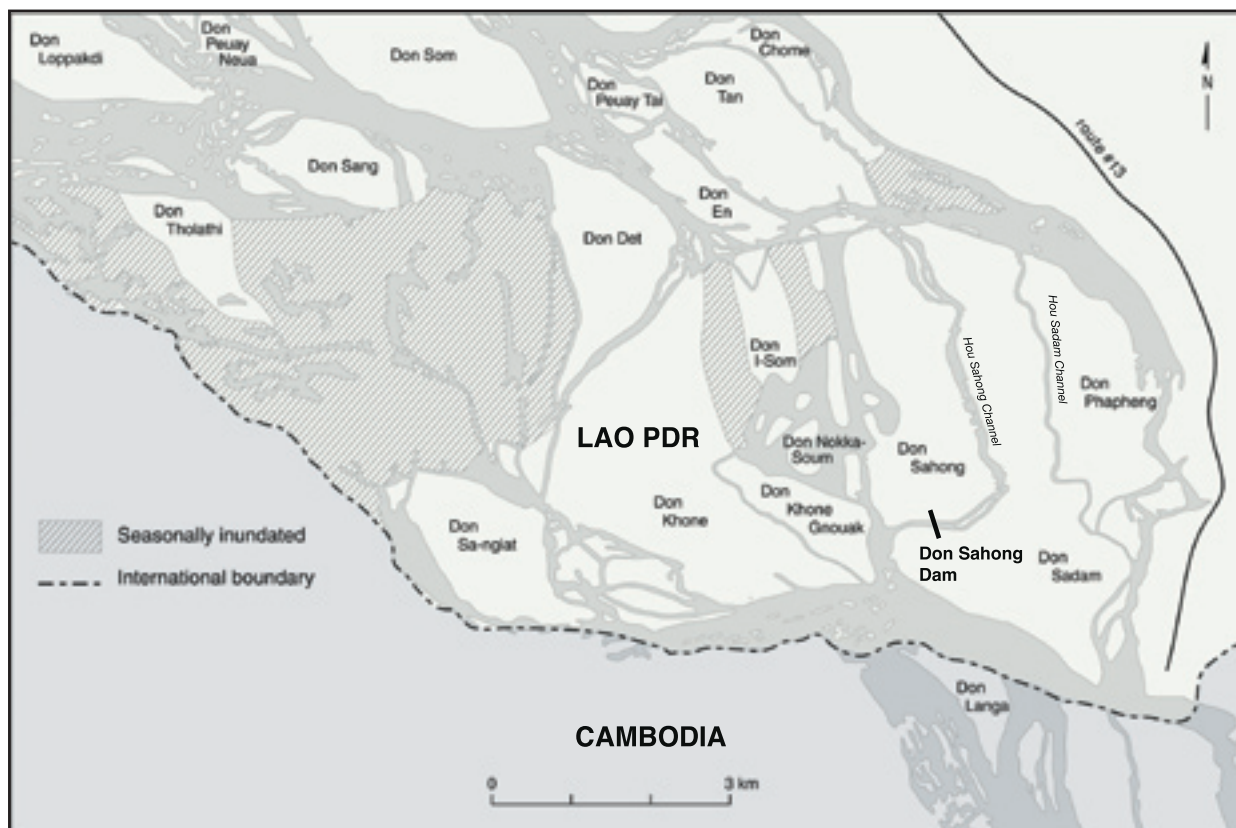 Don
Loppakdi
Don
Peuay
Neua
Don Som
Don
Chome
Don
Peuay Tai
Don
Tan
N
route #13
Don Sang
Don
Tholathi
Don
En
Don Det
Don
I-Som
Hou Sahong Channel
Hou Sadam Channel
Don
Phapheng
LAO PDR
Don Nokka-
Soum
Don
Sahong
Don
Khone
Don
Khone
Gnouak
Don
Sa-ngiat
Don Sahong
Dam
Don
Sadam
Seasonally inundated
International boundary
Don
Langa
CAMBODIA
0
3 km